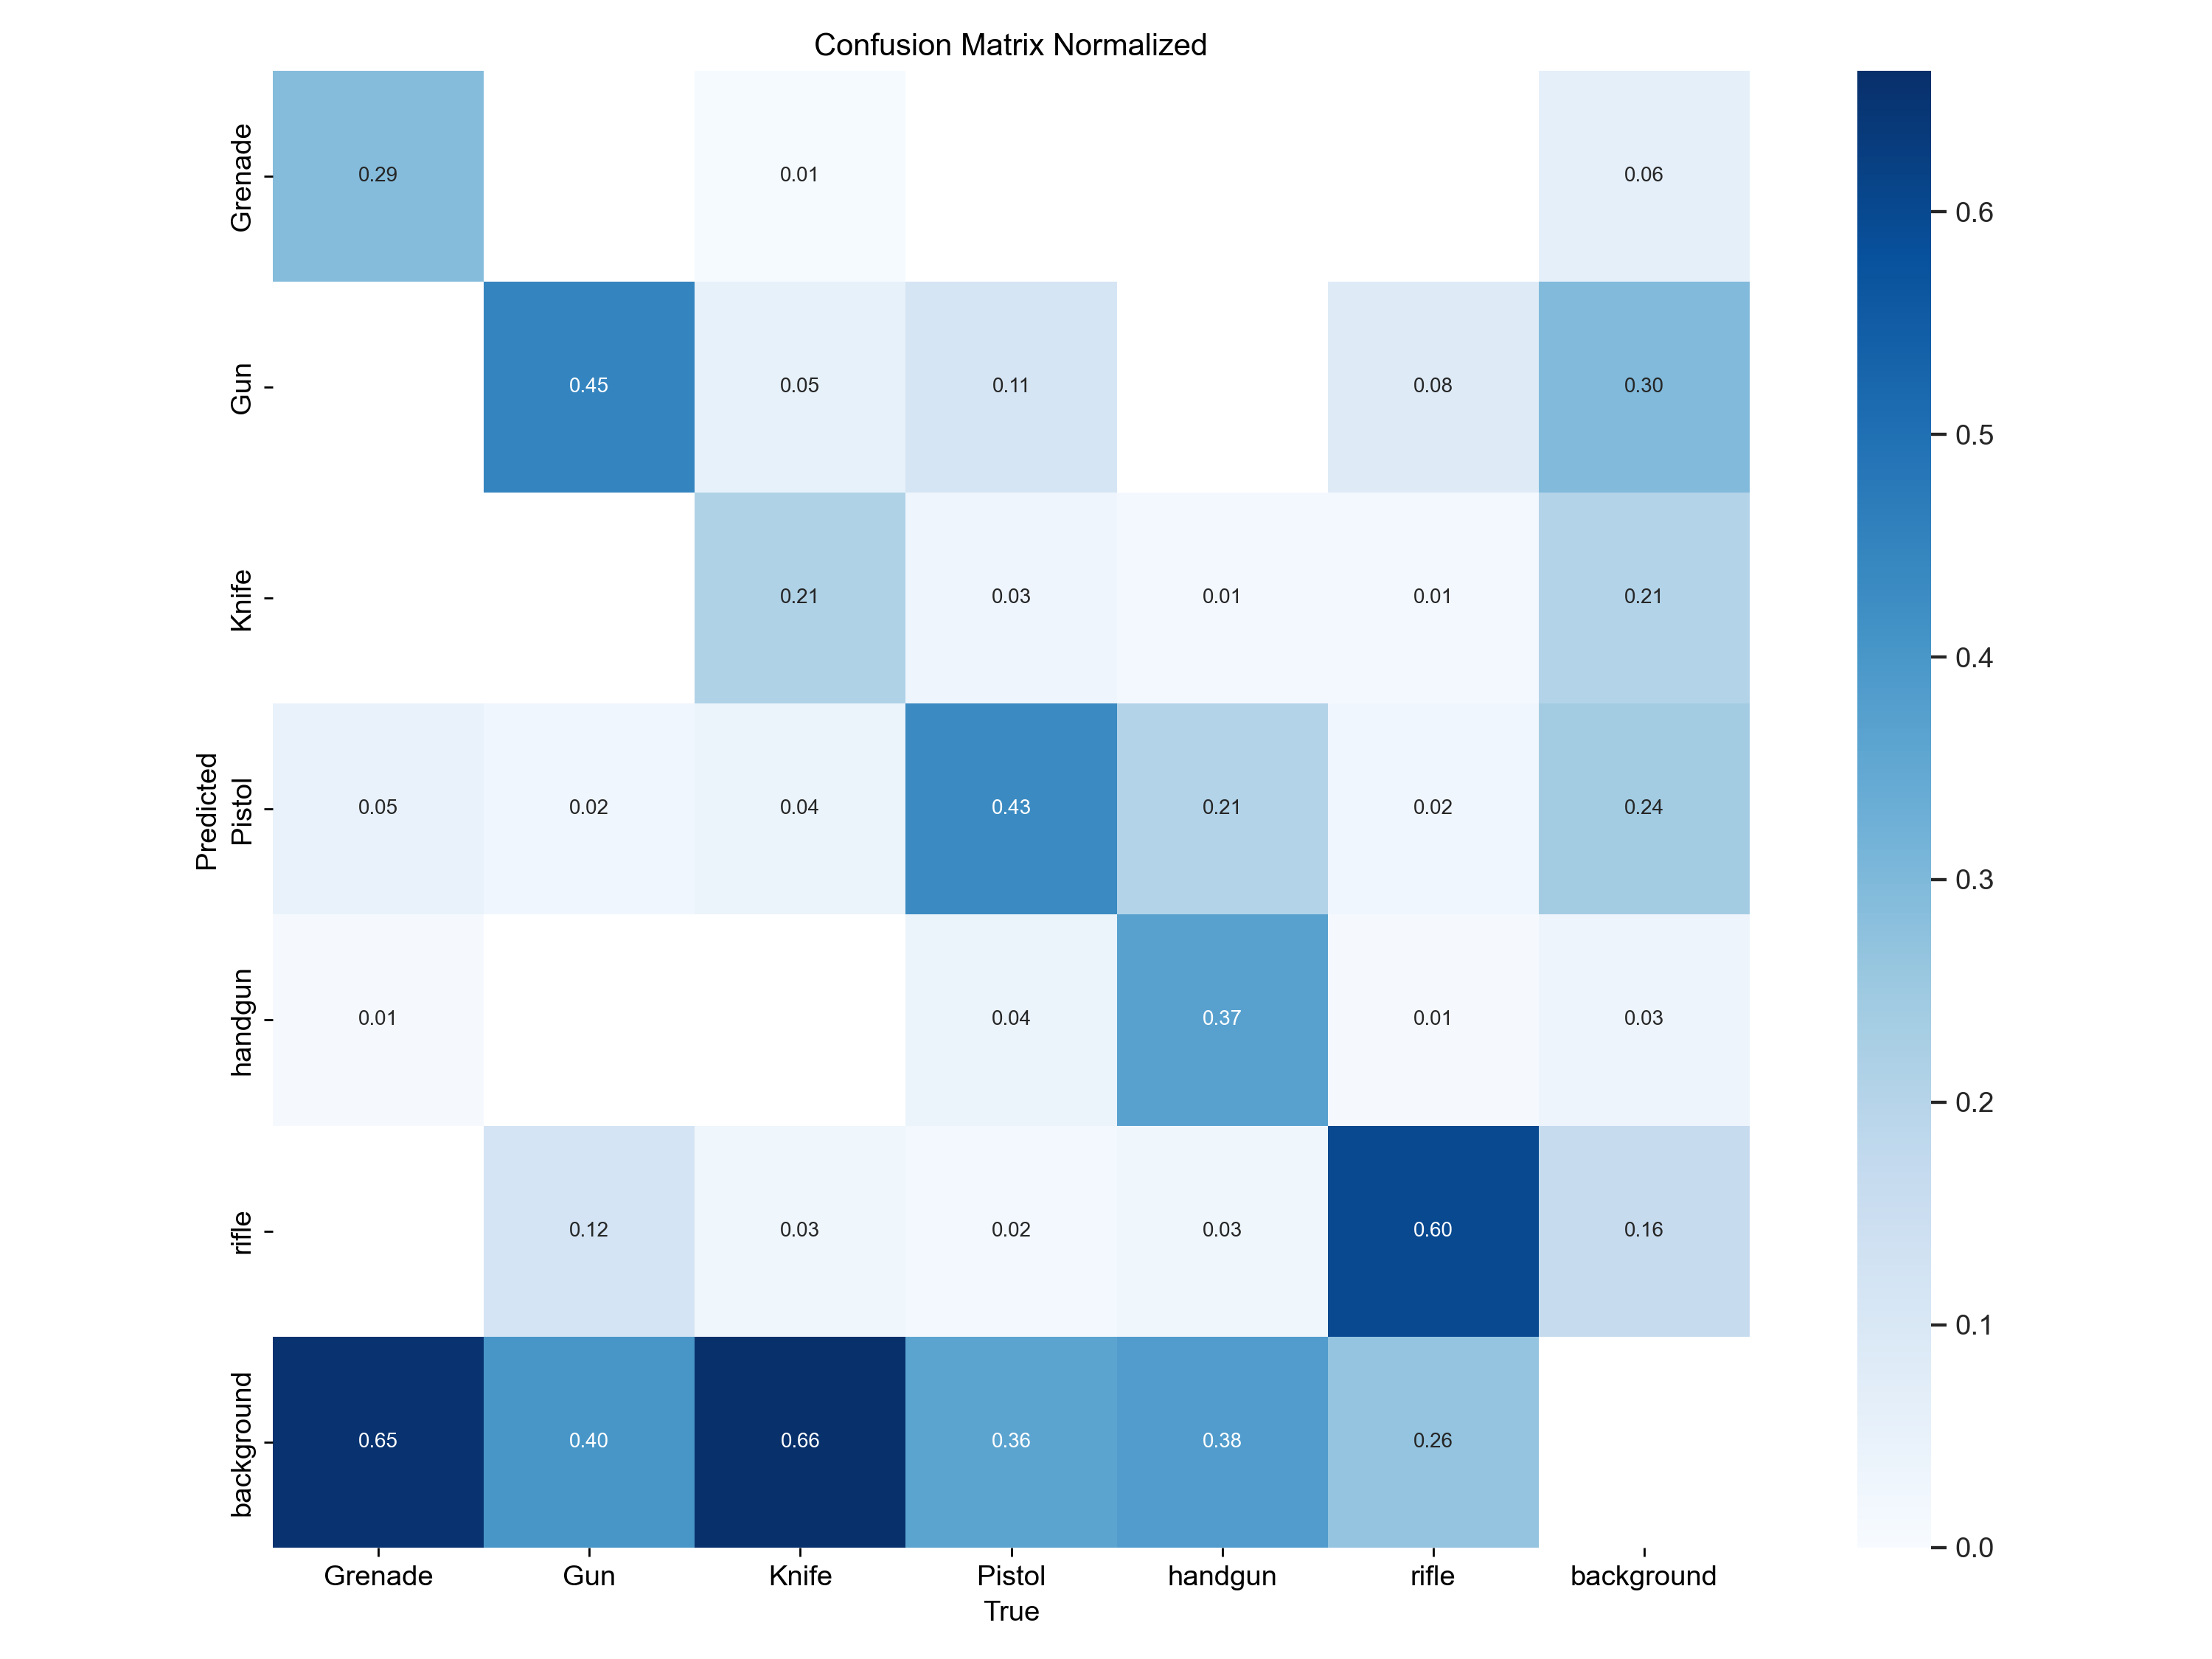 Confusion Matrix Normalized
Grenade 0.29 0.01 0.06
Gun 0.45 0.05 0.11 0.08 0.30
Knife 0.21 0.03 0.01 0.01 0.21
Pistol 0.05 0.02 0.04 0.43 0.21 0.02 0.24
handgun 0.01 0.04 0.37 0.01 0.03
rifle 0.12 0.03 0.02 0.03 0.60 0.16
background 0.65 0.40 0.66 0.36 0.38 0.26
Predicted
Grenade Gun Knife Pistol handgun rifle background
True
0.6
0.5
0.4
0.3
0.2
0.1
0.0